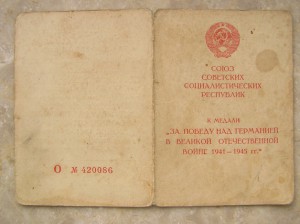 О № 420986
СОЮЗ
СОВЕТСКИХ
СОЦИАЛИСТИЧЕСКИХ
РЕСПУБЛИК
К МЕДАЛИ
„ЗА ПОБЕДУ НАД ГЕРМАНИЕЙ
В ВЕЛИКОЙ ОТЕЧЕСТВЕННОЙ
ВОЙНЕ 1941-1945 гг."